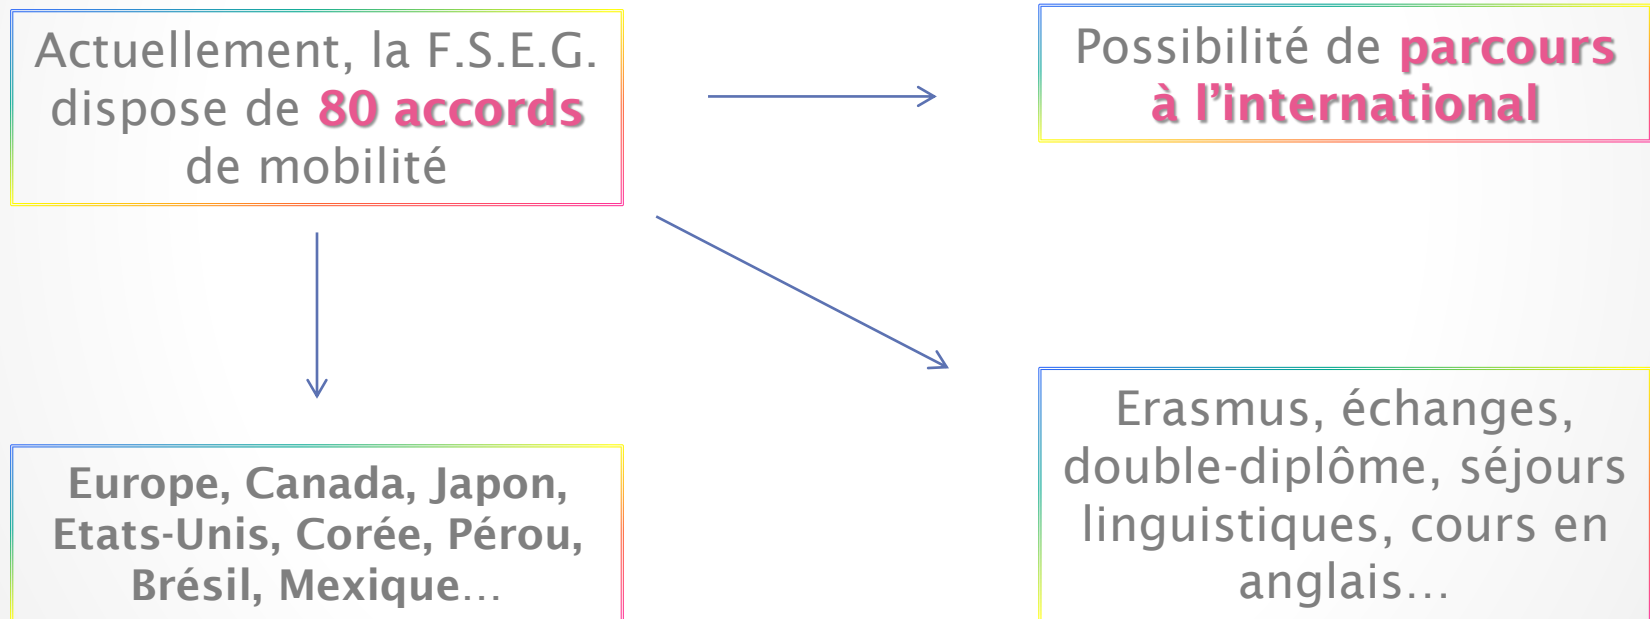 Actuellement, la F.S.E.G.
dispose de 80 accords
de mobilité
Possibilité de parcours
à l’international
Europe, Canada, Japon,
Etats-Unis, Corée, Pérou,
Brésil, Mexique…
Erasmus, échanges,
double-diplôme, séjours
linguistiques, cours en
anglais…